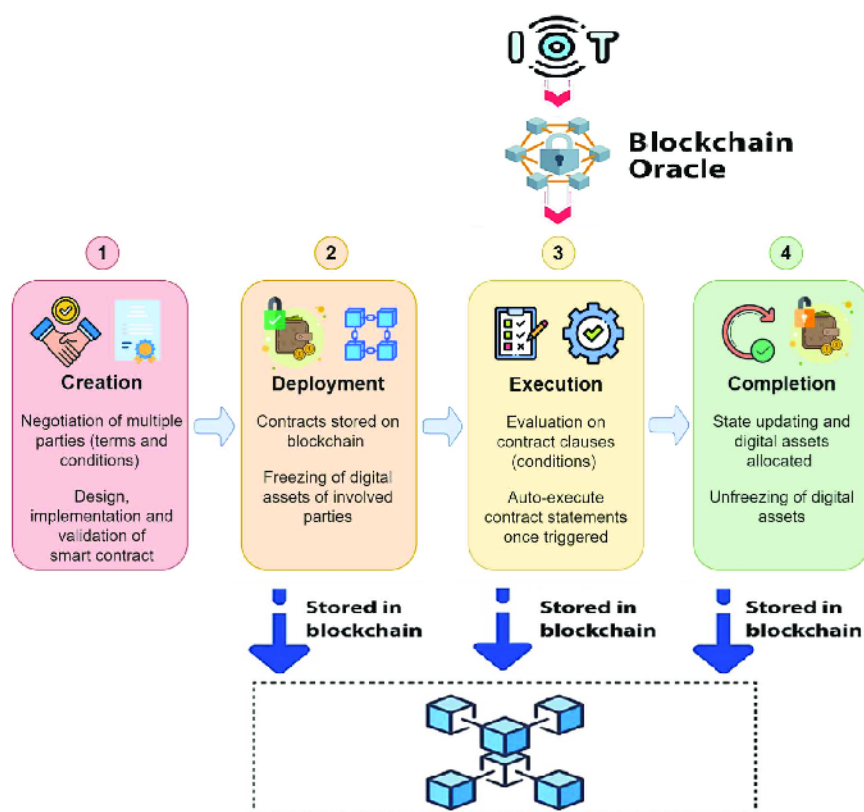 IOT
Blockchain
Oracle
1
Creation
Negotiation of multiple
parties (terms and
conditions)
Design,
implementation and
validation of
smart contract
2
Deployment
Contracts stored on
blockchain
Freezing of digital
assets of involved
parties
3
Execution
Evaluation on
contract clauses
(conditions)
Auto-execute
contract statements
once triggered
4
Completion
State updating and
digital assets
allocated
Unfreezing of digital
assets
Stored in
blockchain
Stored in
blockchain
Stored in
blockchain